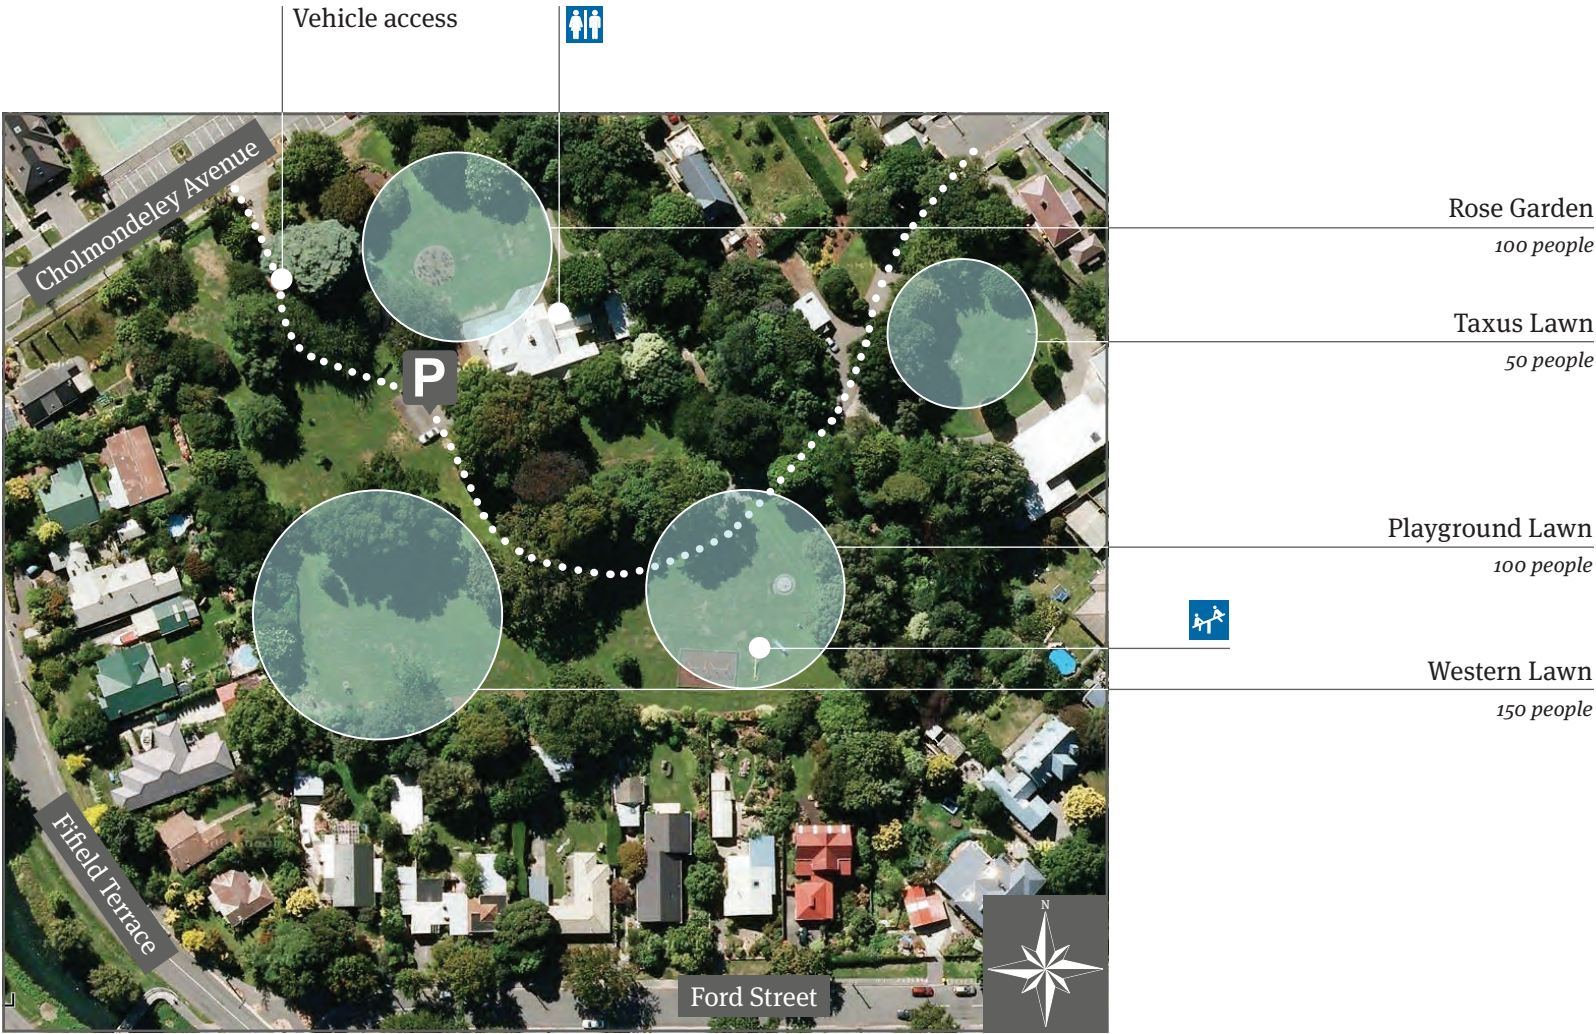 Vehicle access
Cholmondeley Avenue
Rose Garden
100 people
Taxus Lawn
50 people
P
Playground Lawn
100 people
Western Lawn
150 people
Fifield Terrace
N
Ford Street